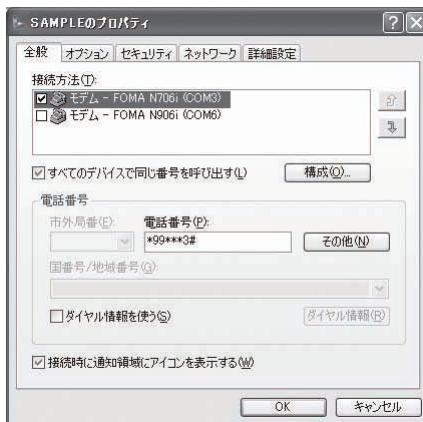 SAMPLEのプロパティ
全般 オプション セキュリティ ネットワーク 詳細設定
接続方法(T):
モデム - FOMA N706i (COM3)
モデム - FOMA N906i (COM6)
すべてのデバイスで同じ番号を呼び出す(L) 構成(O)...
電話番号
市外局番(E): 電話番号(P):
*99***3# その他(N)
国番号/地域番号(G):
ダイヤル情報を使う(S) ダイヤル情報(R)
接続時に通知領域にアイコンを表示する(W)
OK キャンセル